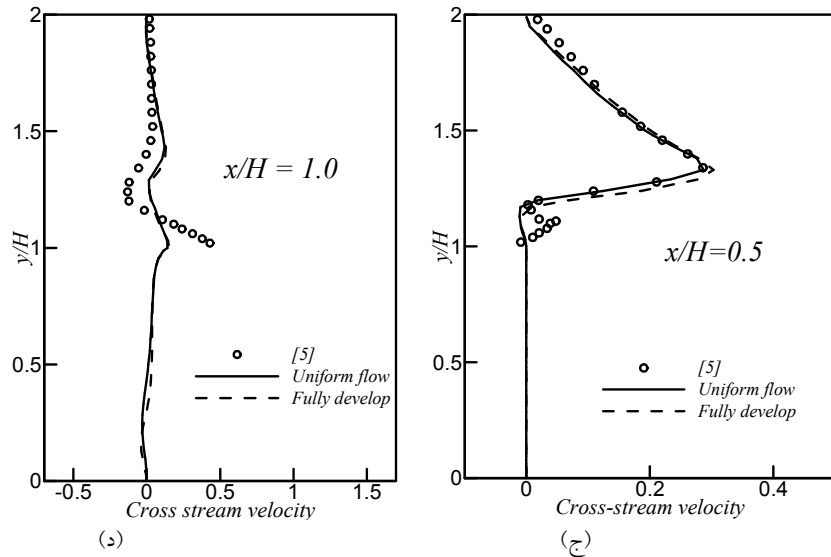 2
1.5
y/H
1
0.5
0
x/H = 1.0
[5]
Uniform flow
Fully develop
-0.5 0 0.5 1 1.5
Cross stream velocity
(د)
2
1.5
y/H
1
0.5
0
x/H=0.5
[5]
Uniform flow
Fully develop
0 0.2 0.4
Cross-stream velocity
(ج)